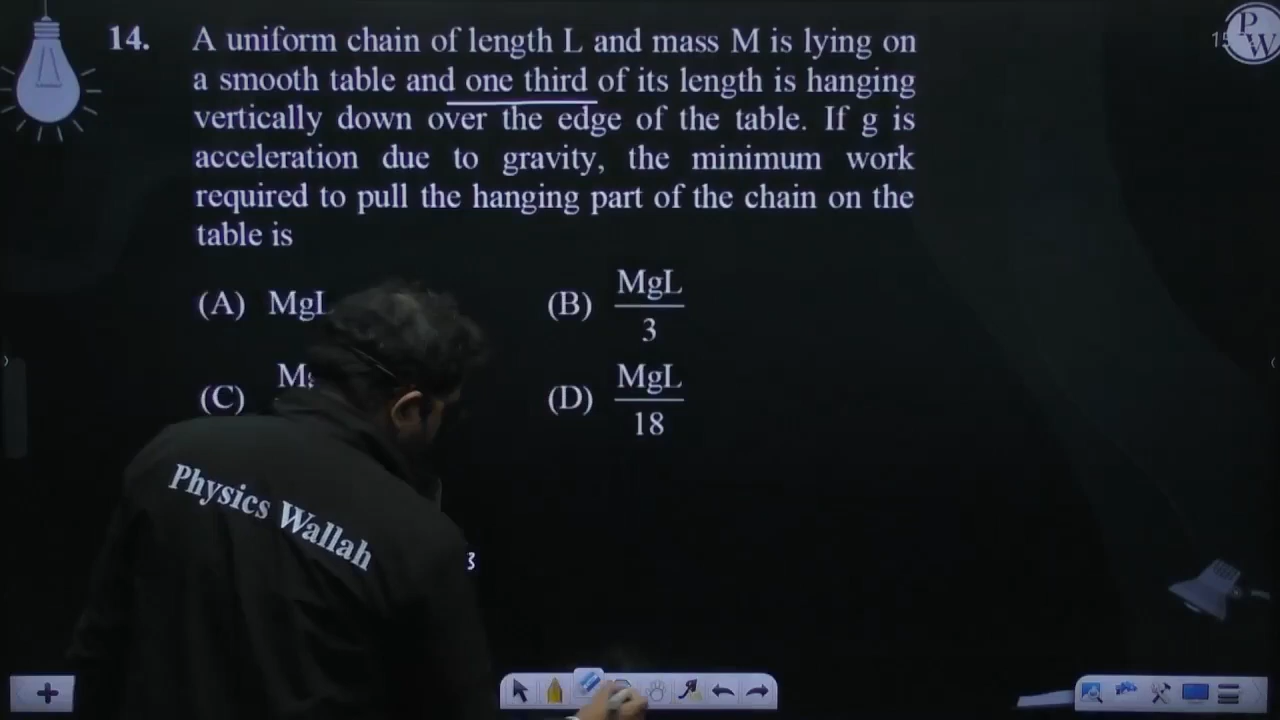 14. A uniform chain of length L and mass M is lying on
a smooth table and one third of its length is hanging
vertically down over the edge of the table. If g is
acceleration due to gravity, the minimum work
required to pull the hanging part of the chain on the
table is
(A) MgL (B) MgL/3
(C) (D) MgL/18
Physics Wallah
3
P
W